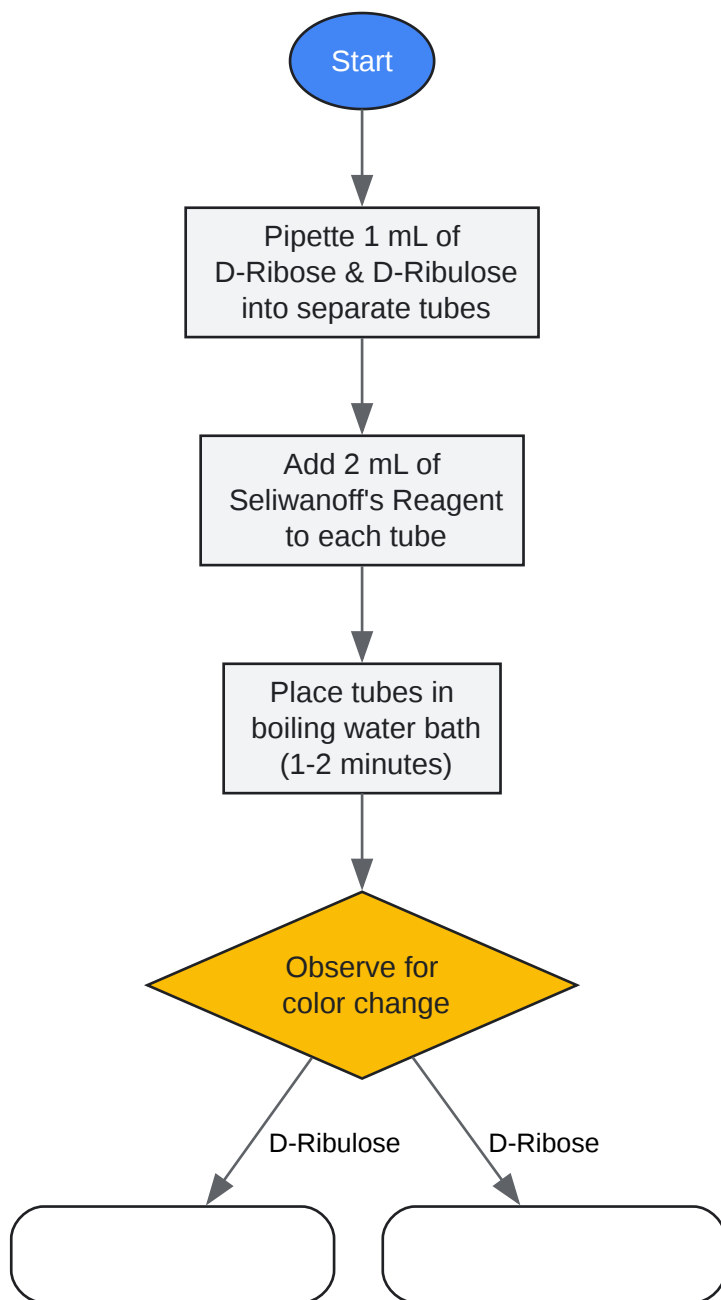 Start
Pipette 1 mL of
D-Ribose & D-Ribulose
into separate tubes
Add 2 mL of
Seliwanoff's Reagent
to each tube
Place tubes in
boiling water bath
(1-2 minutes)
Observe for
color change
D-Ribulose
D-Ribose